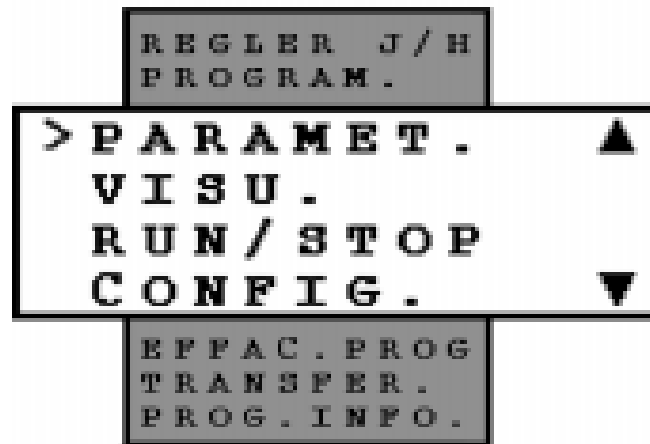 REGLER J/H
PROGRAM.
>PARAMET. ▲
VISU.
RUN/STOP
CONFIG. ▼
EFFAC.PROG
TRANSFER.
PROG.INFO.